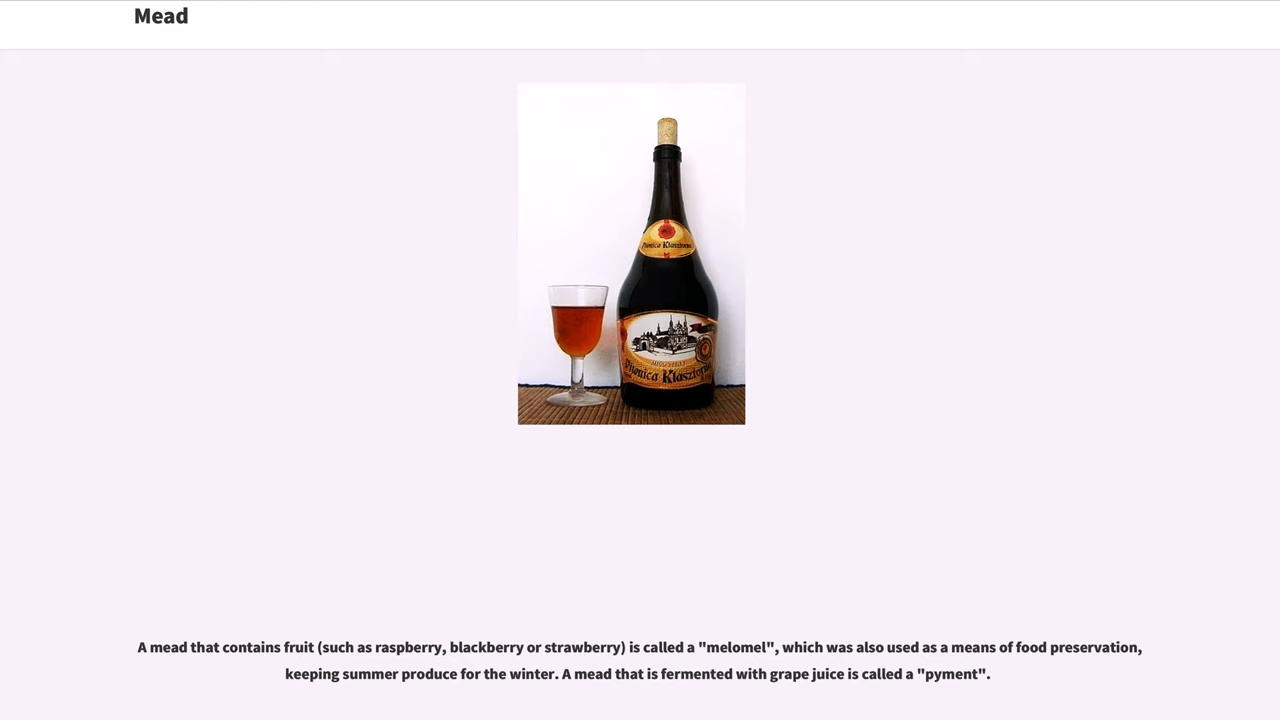 Mead
Piwnica Klasztorna
Piwnica Klasztorna
A mead that contains fruit (such as raspberry, blackberry or strawberry) is called a "melomel", which was also used as a means of food preservation,
keeping summer produce for the winter. A mead that is fermented with grape juice is called a "pyment".